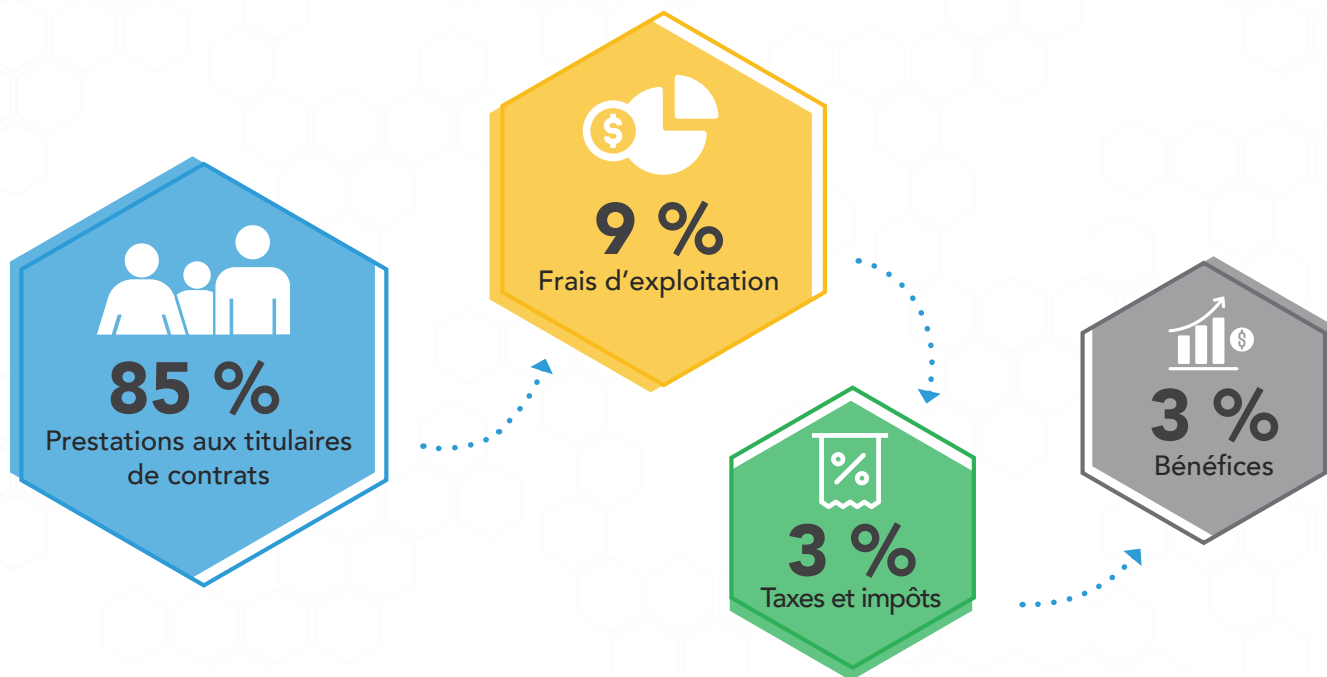 85 %
Prestations aux titulaires
de contrats
$
9 %
Frais d’exploitation
%
3 %
Taxes et impôts
$
3 %
Bénéfices